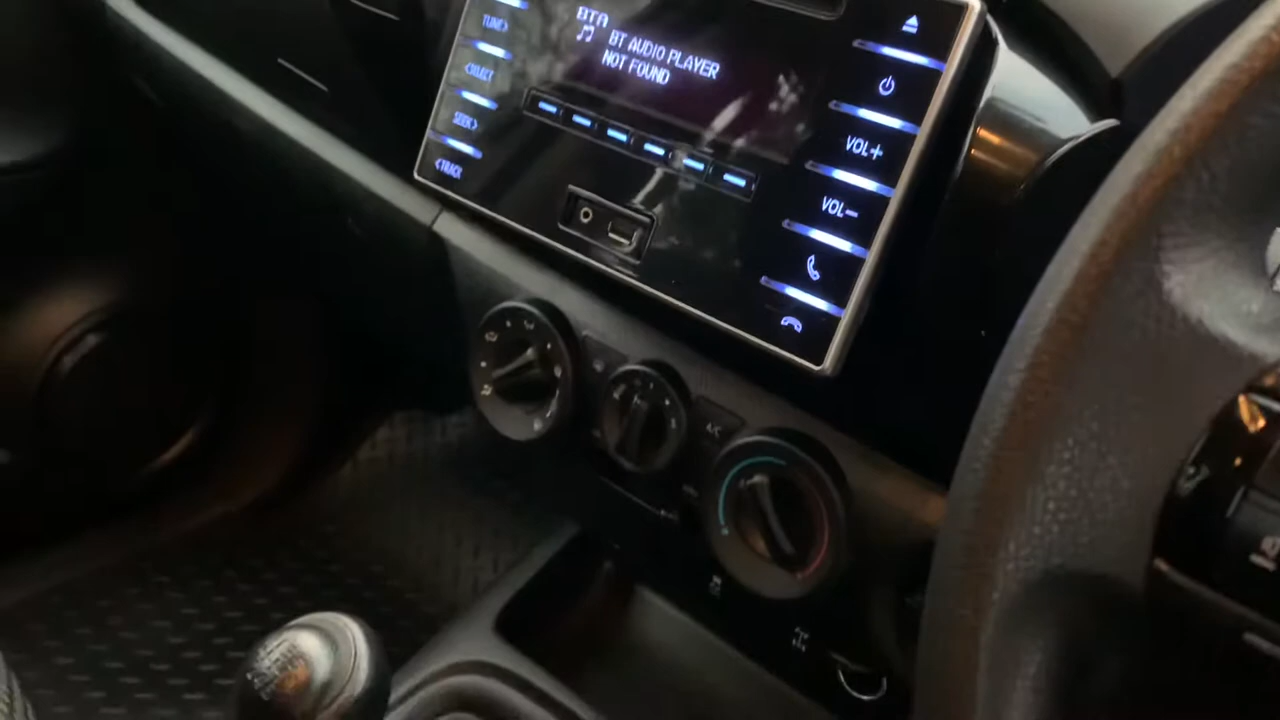 BTA
BT AUDIO PLAYER
NOT FOUND
TUNE>
<SELECT
SEEK>
<TRACK
VOL+
VOL-
A/C